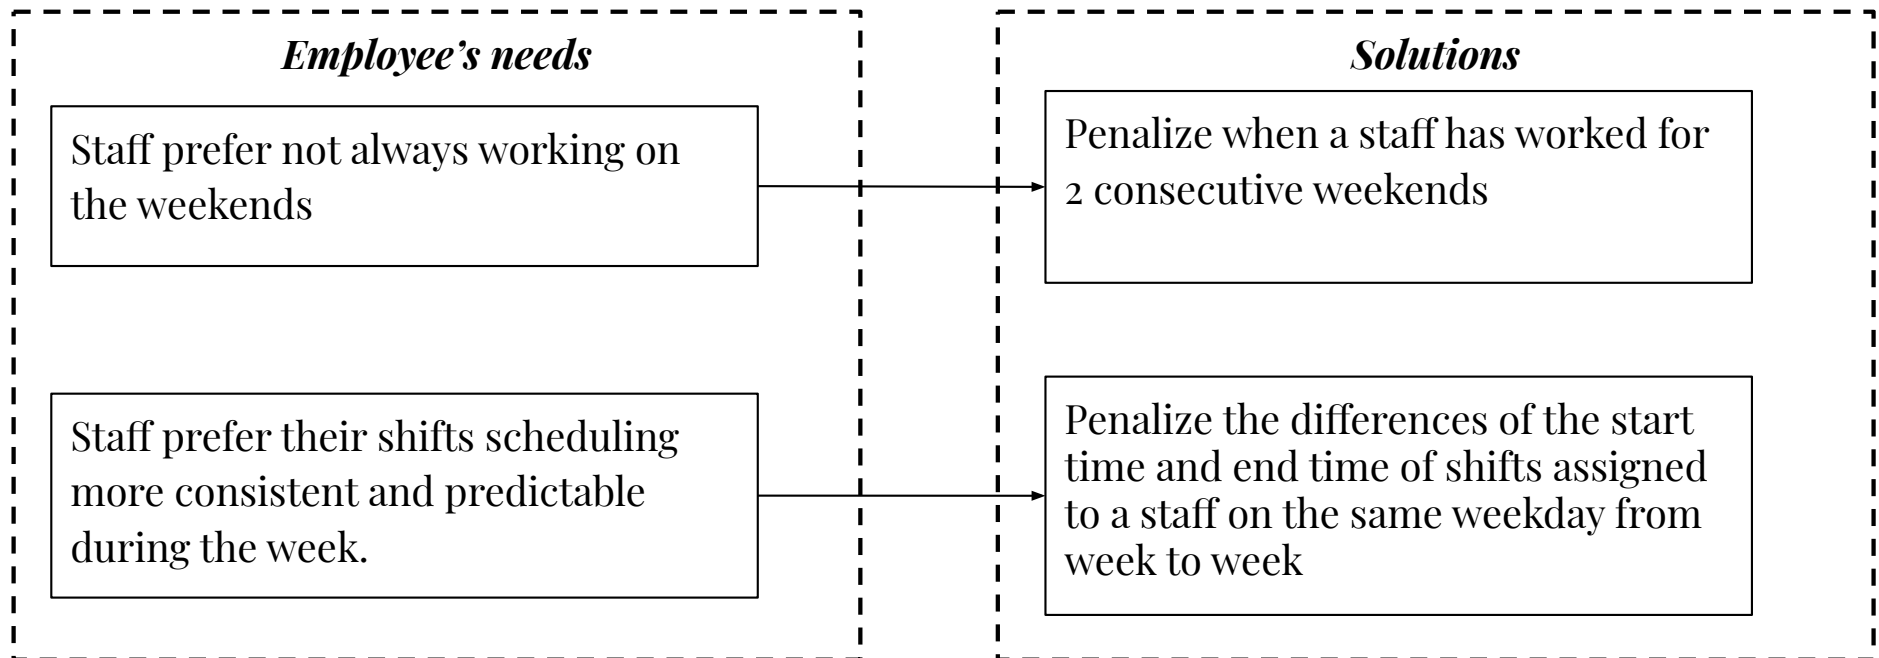 Employee’s needs
Staff prefer not always working on
the weekends
Staff prefer their shifts scheduling
more consistent and predictable
during the week.
Solutions
Penalize when a staff has worked for
2 consecutive weekends
Penalize the differences of the start
time and end time of shifts assigned
to a staff on the same weekday from
week to week